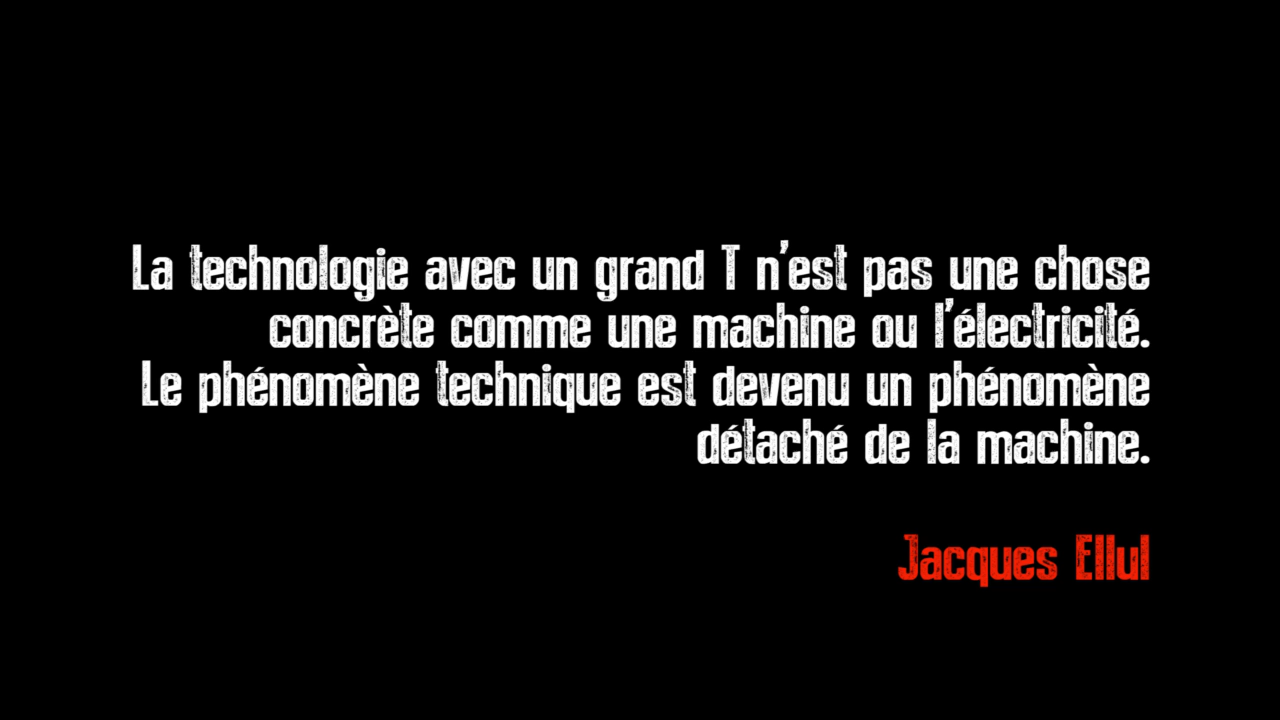 La technologie avec un grand T n'est pas une chose
concrète comme une machine ou l'électricité.
Le phénomène technique est devenu un phénomène
détaché de la machine.
Jacques Ellul